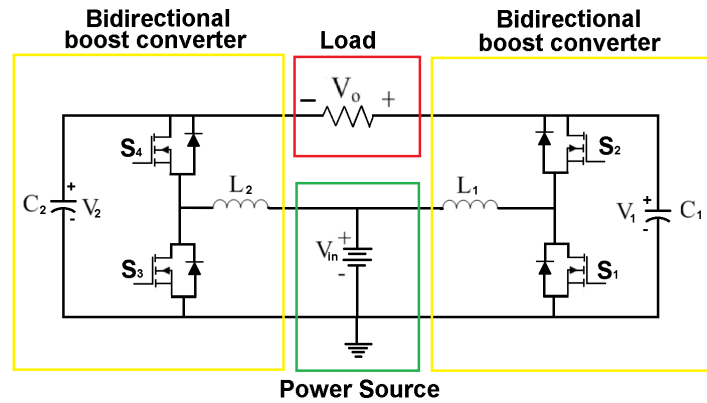 Bidirectional
boost converter
Load
Bidirectional
boost converter
− Vo +
S4
S2
C2
+
V2
-
L2
L1
V1
+
-
C1
Vin
+
-
S3
S1
Power Source